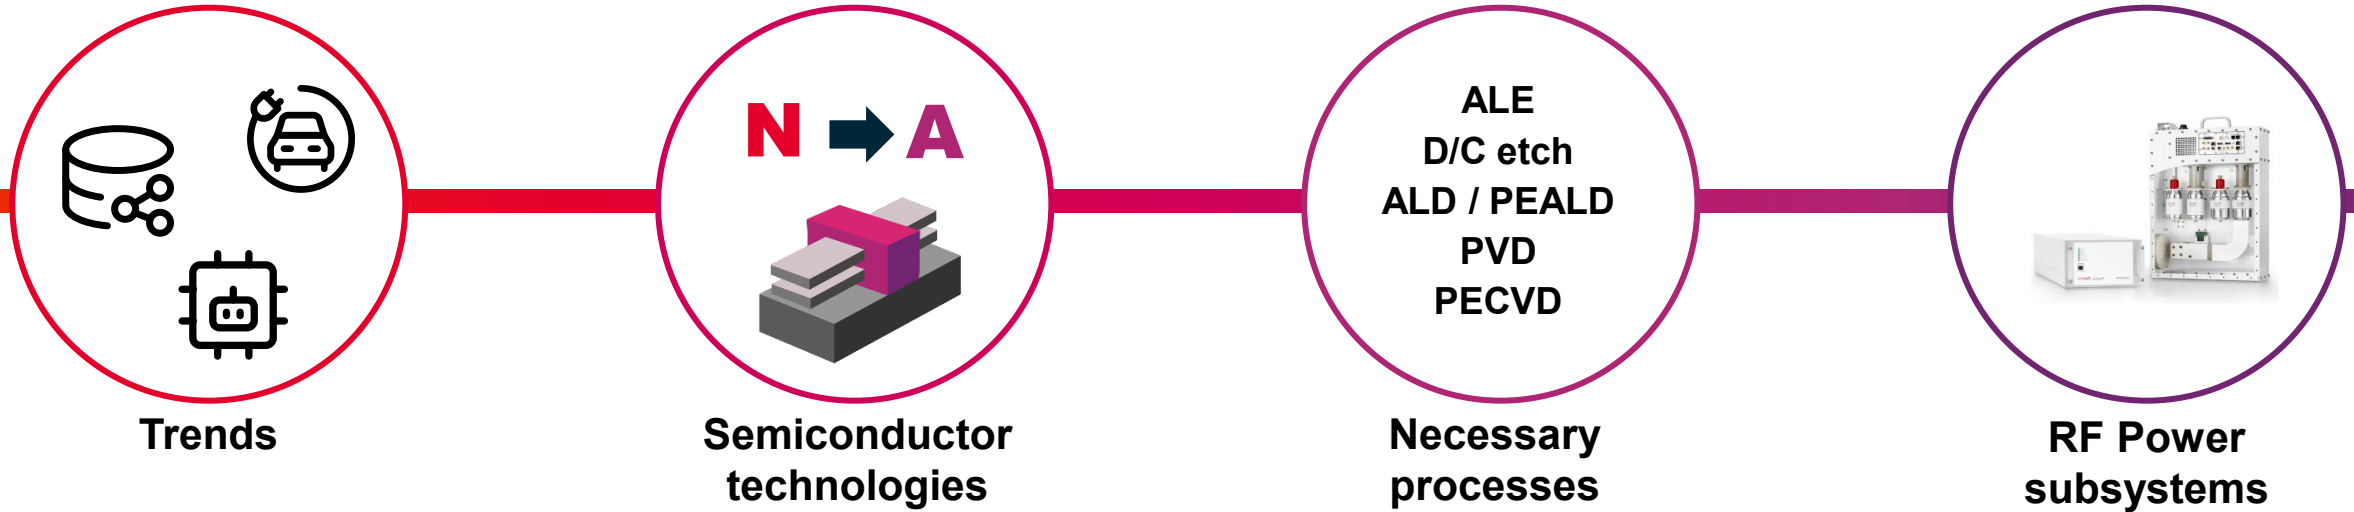 N A
ALE
D/C etch
ALD / PEALD
PVD
PECVD
Trends
Semiconductor
technologies
Necessary
processes
RF Power
subsystems